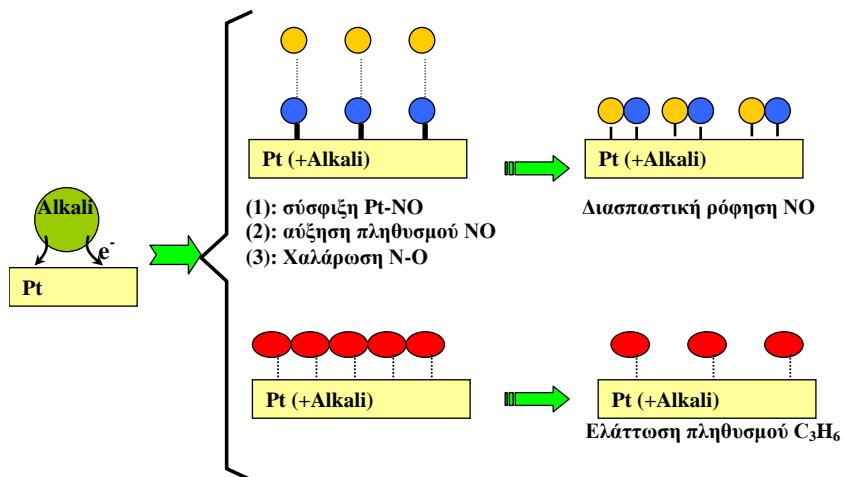 Alkali
e-
Pt
Pt (+Alkali)
(1): σύσφιξη Pt-NO
(2): αύξηση πληθυσμού NO
(3): Χαλάρωση N-O
Pt (+Alkali)
Διασπαστική ρόφηση NO
Pt (+Alkali)
Pt (+Alkali)
Ελάττωση πληθυσμού C₃H₆